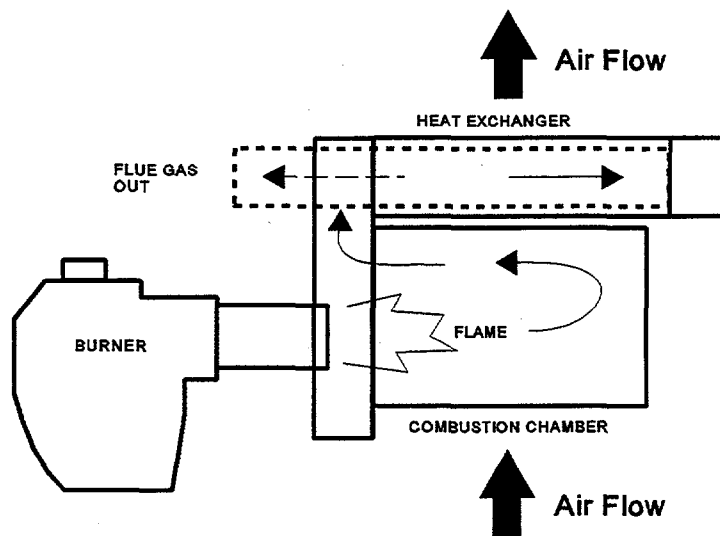 Air Flow
HEAT EXCHANGER
FLUE GAS
OUT
BURNER
FLAME
COMBUSTION CHAMBER
Air Flow